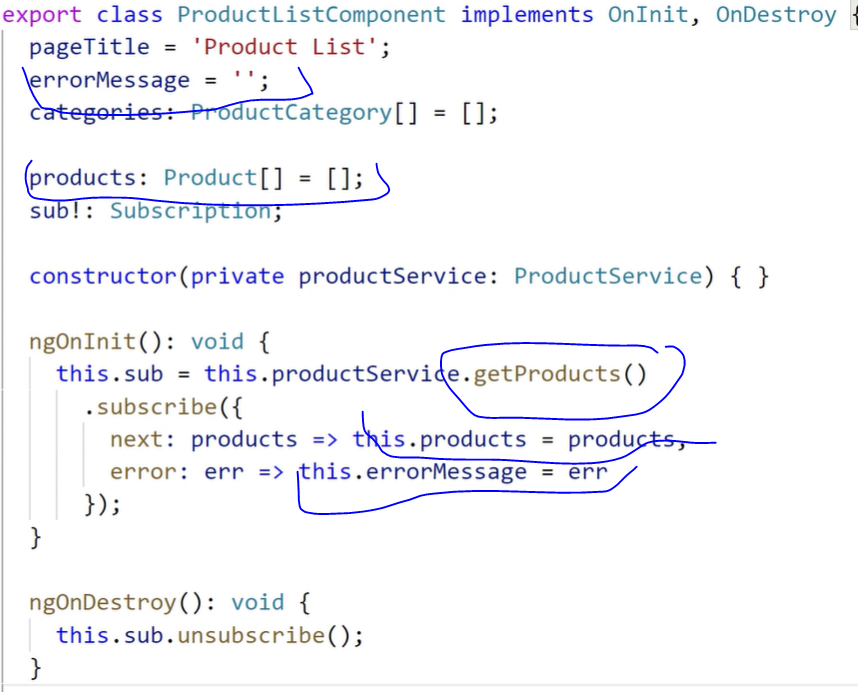 export class ProductListComponent implements OnInit, OnDestroy {
pageTitle = 'Product List';
errorMessage = '';
categories: ProductCategory[] = [];
products: Product[] = [];
sub!: Subscription;
constructor(private productService: ProductService) { }
ngOnInit(): void {
this.sub = this.productService.getProducts()
.subscribe({
next: products => this.products = products,
error: err => this.errorMessage = err
});
}
ngOnDestroy(): void {
this.sub.unsubscribe();
}